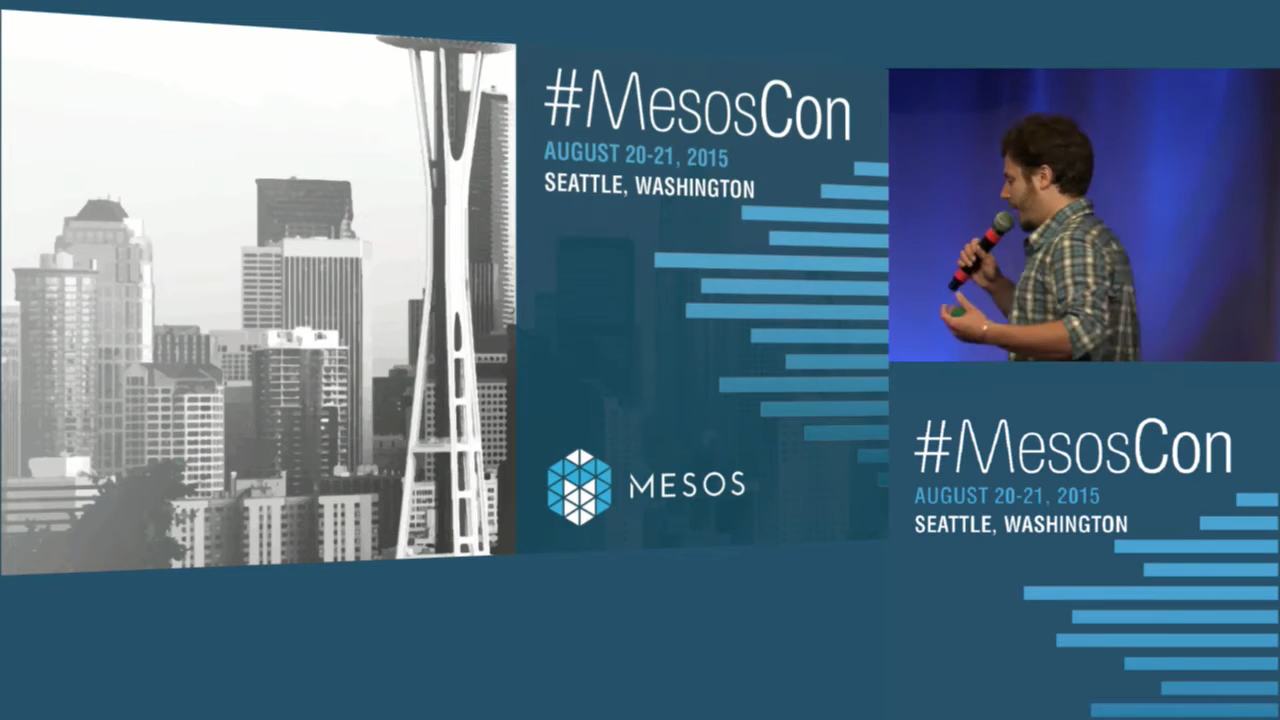 #MesosCon
AUGUST 20-21, 2015
SEATTLE, WASHINGTON
MESOS
#MesosCon
AUGUST 20-21, 2015
SEATTLE, WASHINGTON